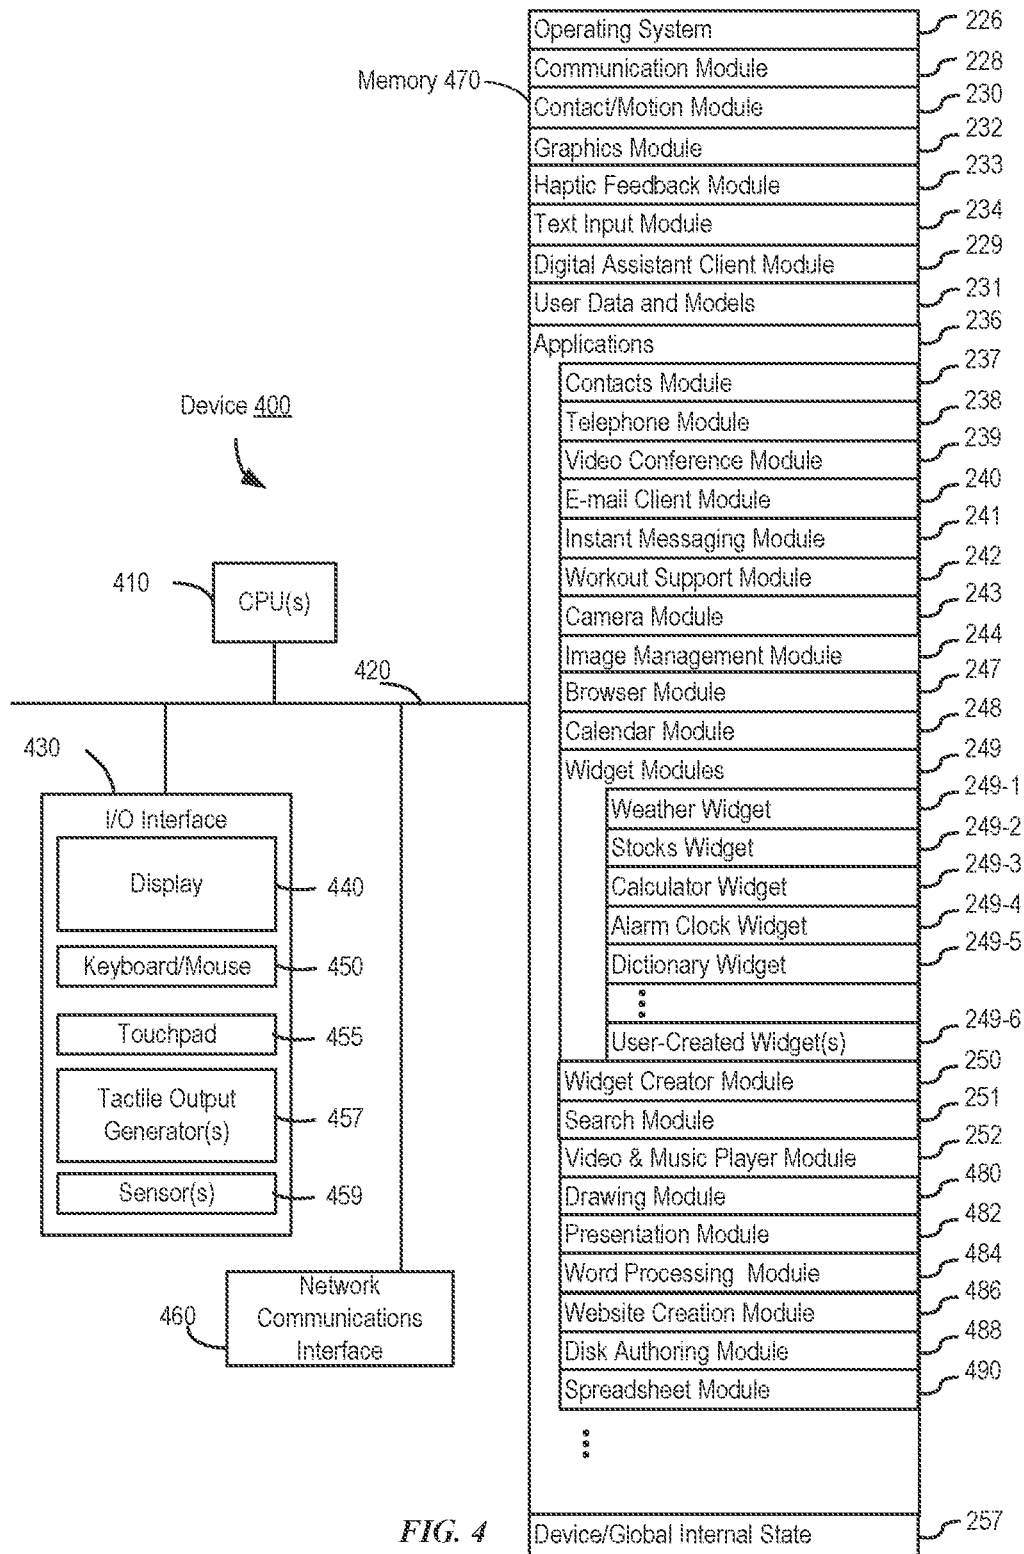 Operating System 226
Memory 470
Communication Module 228
Contact/Motion Module 230
Graphics Module 232
Haptic Feedback Module 233
Text Input Module 234
Digital Assistant Client Module 229
User Data and Models 231
Applications 236
Contacts Module 237
Device 400
Telephone Module 238
Video Conference Module 239
E-mail Client Module 240
Instant Messaging Module 241
410
CPU(s)
Workout Support Module 242
Camera Module 243
Image Management Module 244
420
Browser Module 247
Calendar Module 248
430
Widget Modules 249
I/O Interface
Weather Widget 249-1
Stocks Widget 249-2
Display 440
Calculator Widget 249-3
Alarm Clock Widget 249-4
Keyboard/Mouse 450
Dictionary Widget 249-5
Touchpad 455
User-Created Widget(s) 249-6
Widget Creator Module 250
Tactile Output
Generator(s) 457
Search Module 251
Video & Music Player Module 252
Sensor(s) 459
Drawing Module 480
Presentation Module 482
Word Processing Module 484
460
Network
Communications
Interface
Website Creation Module 486
Disk Authoring Module 488
Spreadsheet Module 490
FIG. 4
Device/Global Internal State 257